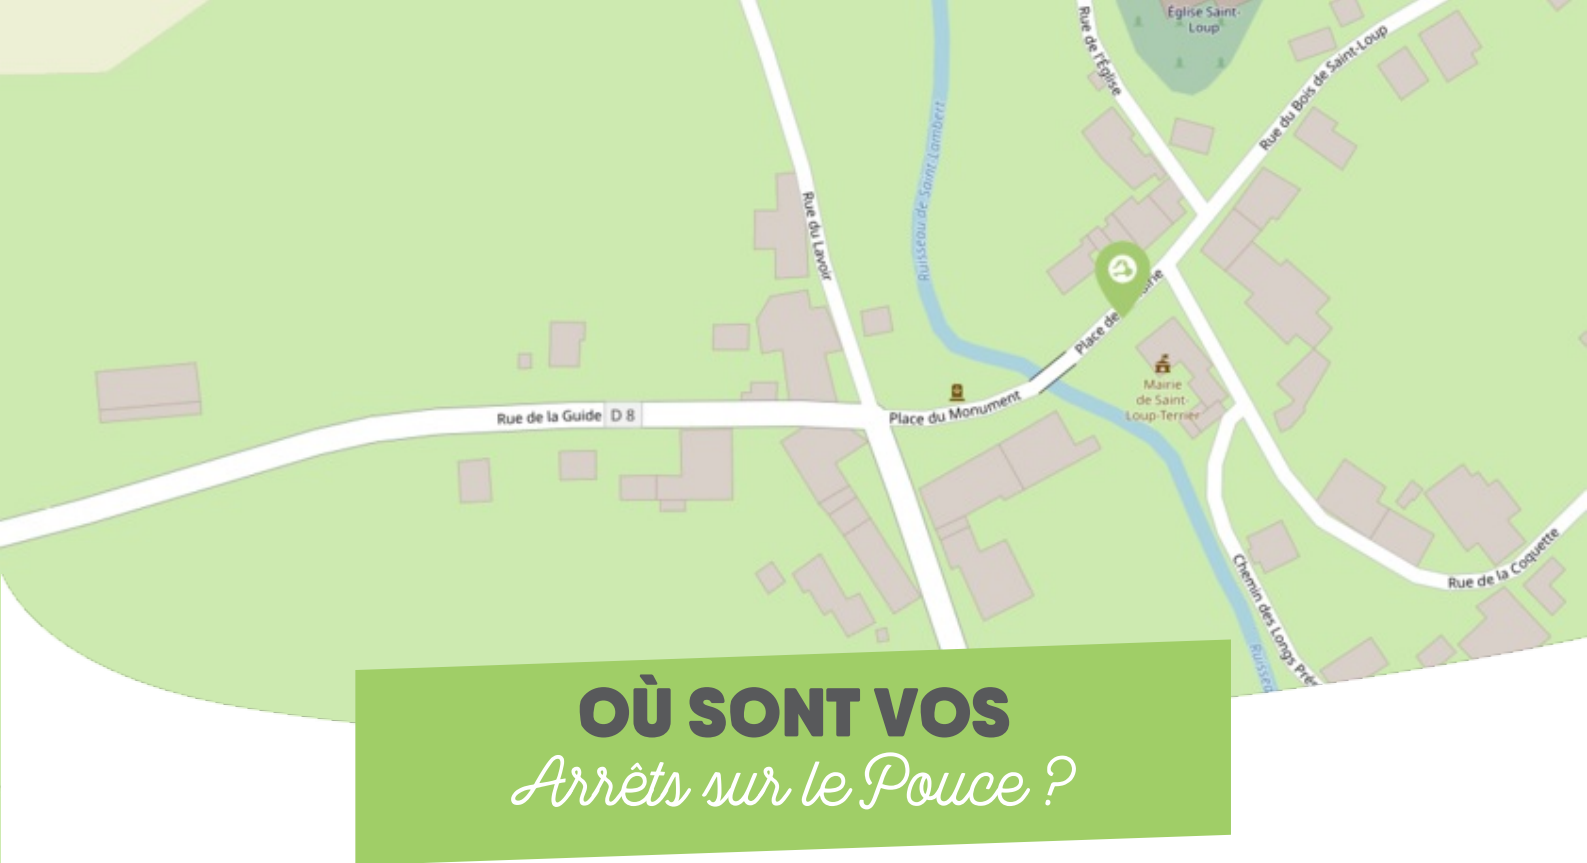 Église Saint-
Loup
Rue de l'Église
Rue du Bois de Saint-Loup
Ruisseau de Saint-Lambert
Rue du Lavoir
Place de
irie
Mairie
de Saint-
Loup-Terrier
Rue de la Guide
D 8
Place du Monument
Chemin des Longs Prés
Rue de la Coquette
Ruissea
OÙ SONT VOS
Arrêts sur le Pouce ?